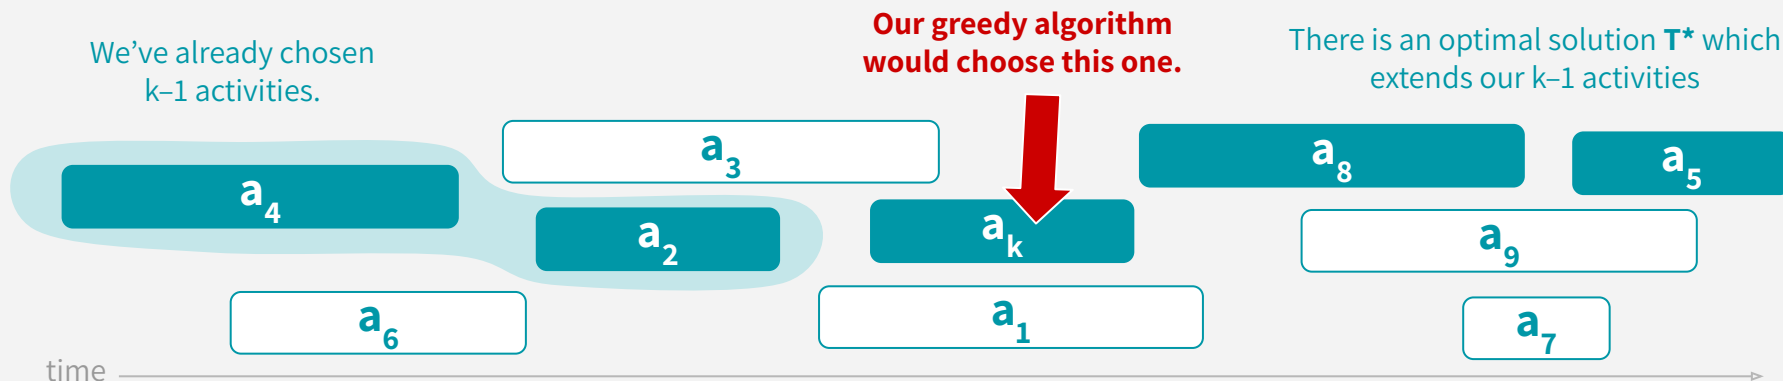 We’ve already chosen
k–1 activities.
Our greedy algorithm
would choose this one.
There is an optimal solution T* which
extends our k–1 activities
a3
a8
a5
a4
a2
ak
a9
a6
a1
a7
time